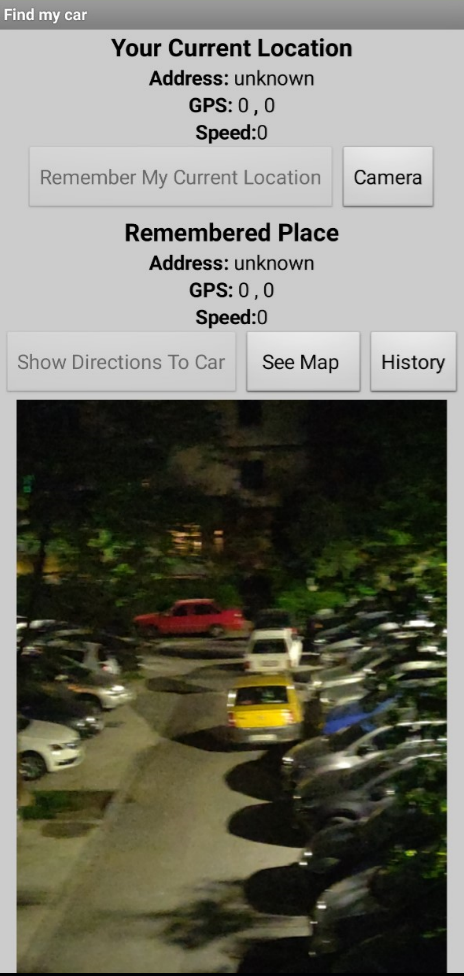 Find my car
Your Current Location
Address: unknown
GPS: 0 , 0
Speed:0
Remember My Current Location Camera
Remembered Place
Address: unknown
GPS: 0 , 0
Speed:0
Show Directions To Car See Map History